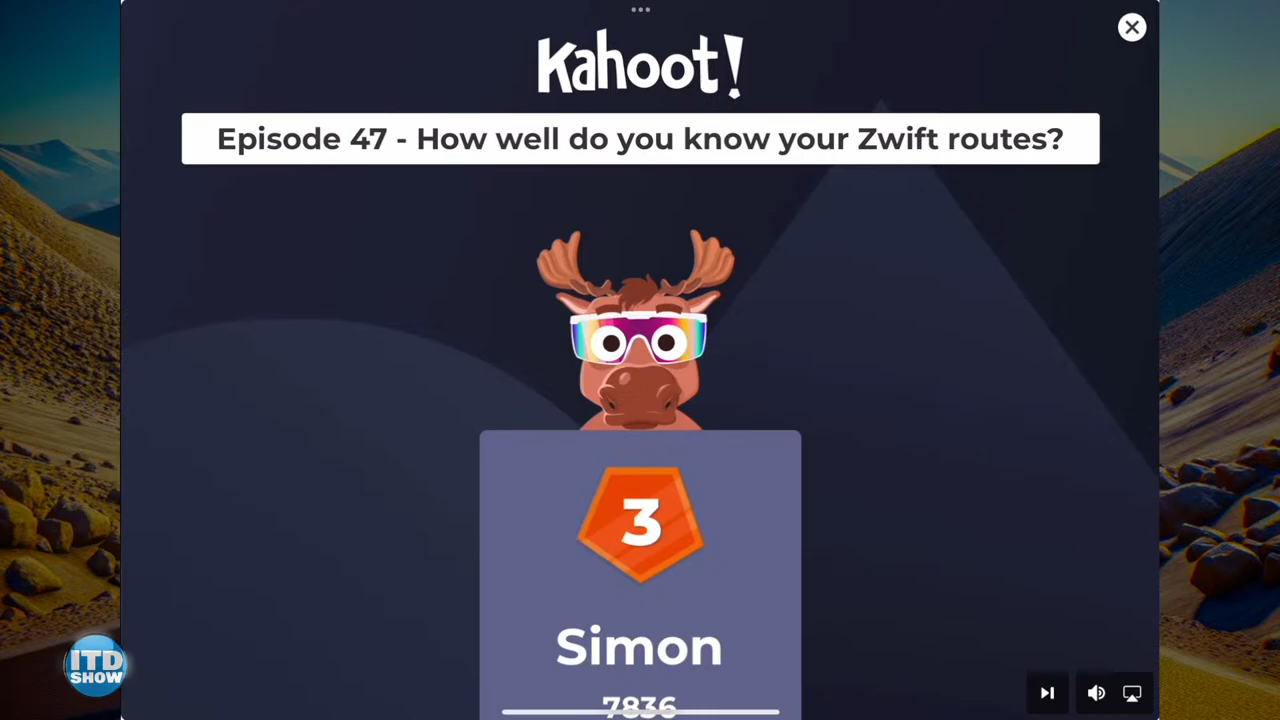 Kahoot!
Episode 47 - How well do you know your Zwift routes?
3
Simon
7836
ITD
SHOW